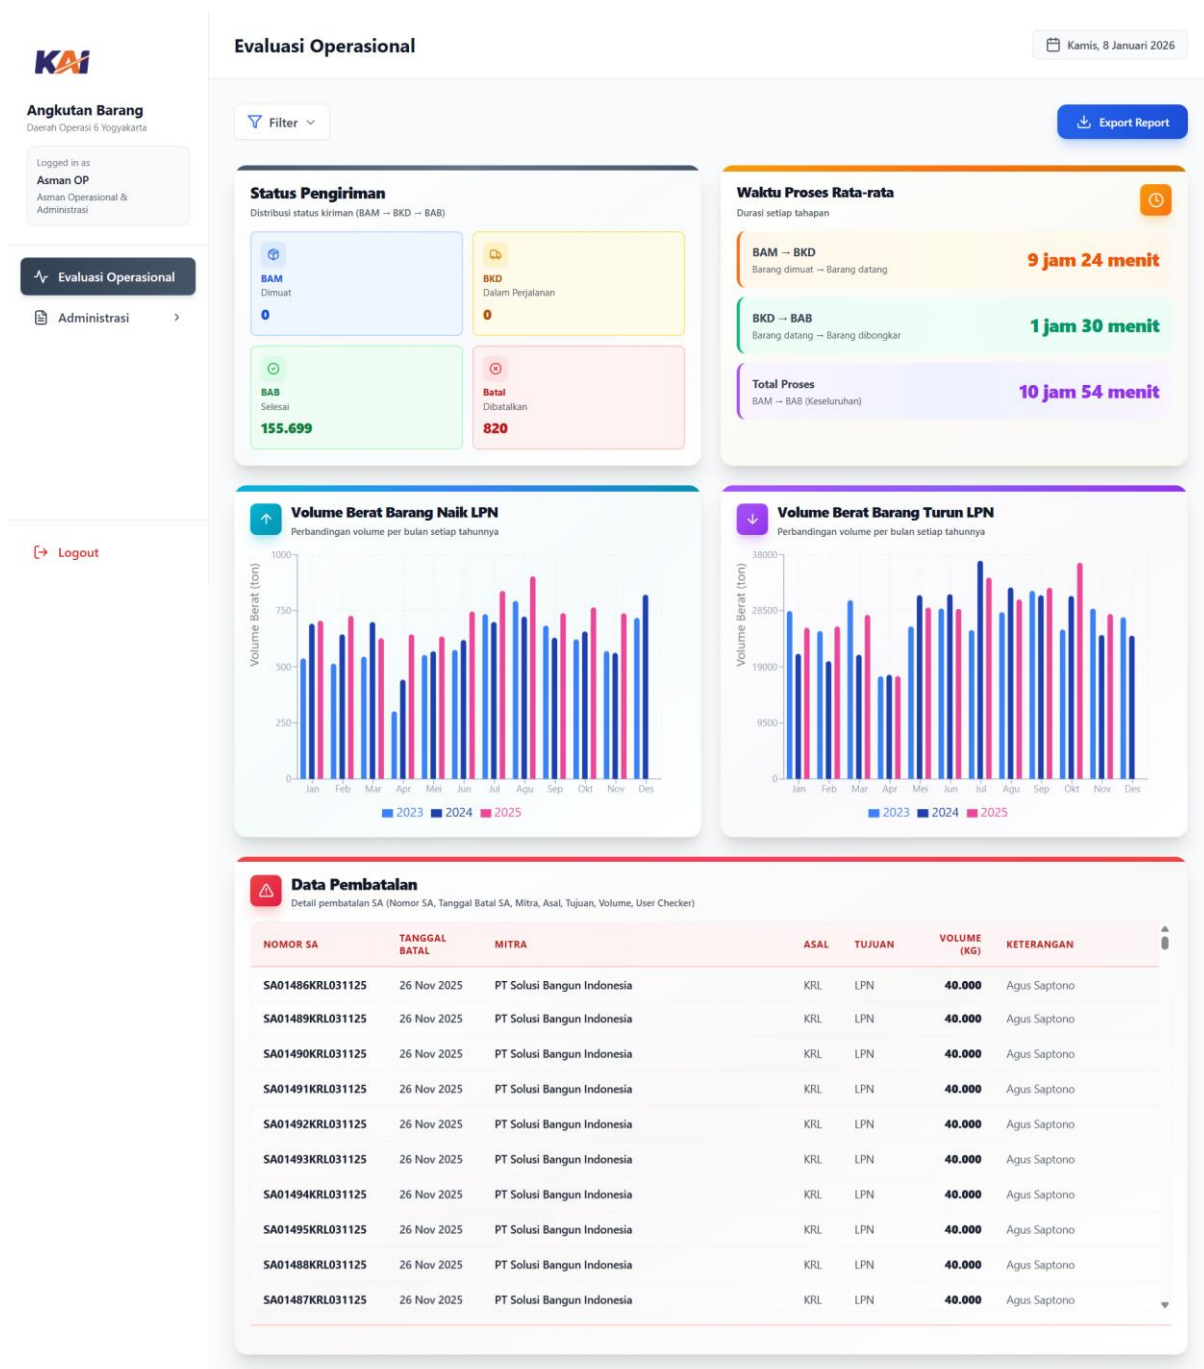 KAI
Angkutan Barang
Daerah Operasi 6 Yogyakarta
Logged in as
Asman OP
Asman Operasional &
Administrasi
Evaluasi Operasional
Administrasi
Logout
Evaluasi Operasional
Kamis, 8 Januari 2026
Filter
Export Report
Status Pengiriman
Distribusi status kiriman (BAM → BKD → BAB)
BAM
Dimuat
0
BKD
Dalam Perjalanan
0
BAB
Selesai
155.699
Batal
Dibatalkan
820
Waktu Proses Rata-rata
Durasi setiap tahapan
BAM → BKD
Barang dimuat → Barang datang
9 jam 24 menit
BKD → BAB
Barang datang → Barang dibongkar
1 jam 30 menit
Total Proses
BAM → BAB (Keseluruhan)
10 jam 54 menit
Volume Berat Barang Naik LPN
Perbandingan volume per bulan setiap tahunnya
Volume Berat (ton)
1000
750
500
250
0
Jan Feb Mar Apr Mei Jun Jul Agu Sep Okt Nov Des
2023 2024 2025
Volume Berat Barang Turun LPN
Perbandingan volume per bulan setiap tahunnya
Volume Berat (ton)
38000
28500
19000
9500
0
Jan Feb Mar Apr Mei Jun Jul Agu Sep Okt Nov Des
2023 2024 2025
Data Pembatalan
Detail pembatalan SA (Nomor SA, Tanggal Batal SA, Mitra, Asal, Tujuan, Volume, User Checker)
NOMOR SA TANGGAL BATAL MITRA ASAL TUJUAN VOLUME (KG) KETERANGAN
SA01486KRL031125 26 Nov 2025 PT Solusi Bangun Indonesia KRL LPN 40.000 Agus Saptono
SA01489KRL031125 26 Nov 2025 PT Solusi Bangun Indonesia KRL LPN 40.000 Agus Saptono
SA01490KRL031125 26 Nov 2025 PT Solusi Bangun Indonesia KRL LPN 40.000 Agus Saptono
SA01491KRL031125 26 Nov 2025 PT Solusi Bangun Indonesia KRL LPN 40.000 Agus Saptono
SA01492KRL031125 26 Nov 2025 PT Solusi Bangun Indonesia KRL LPN 40.000 Agus Saptono
SA01493KRL031125 26 Nov 2025 PT Solusi Bangun Indonesia KRL LPN 40.000 Agus Saptono
SA01494KRL031125 26 Nov 2025 PT Solusi Bangun Indonesia KRL LPN 40.000 Agus Saptono
SA01495KRL031125 26 Nov 2025 PT Solusi Bangun Indonesia KRL LPN 40.000 Agus Saptono
SA01488KRL031125 26 Nov 2025 PT Solusi Bangun Indonesia KRL LPN 40.000 Agus Saptono
SA01487KRL031125 26 Nov 2025 PT Solusi Bangun Indonesia KRL LPN 40.000 Agus Saptono